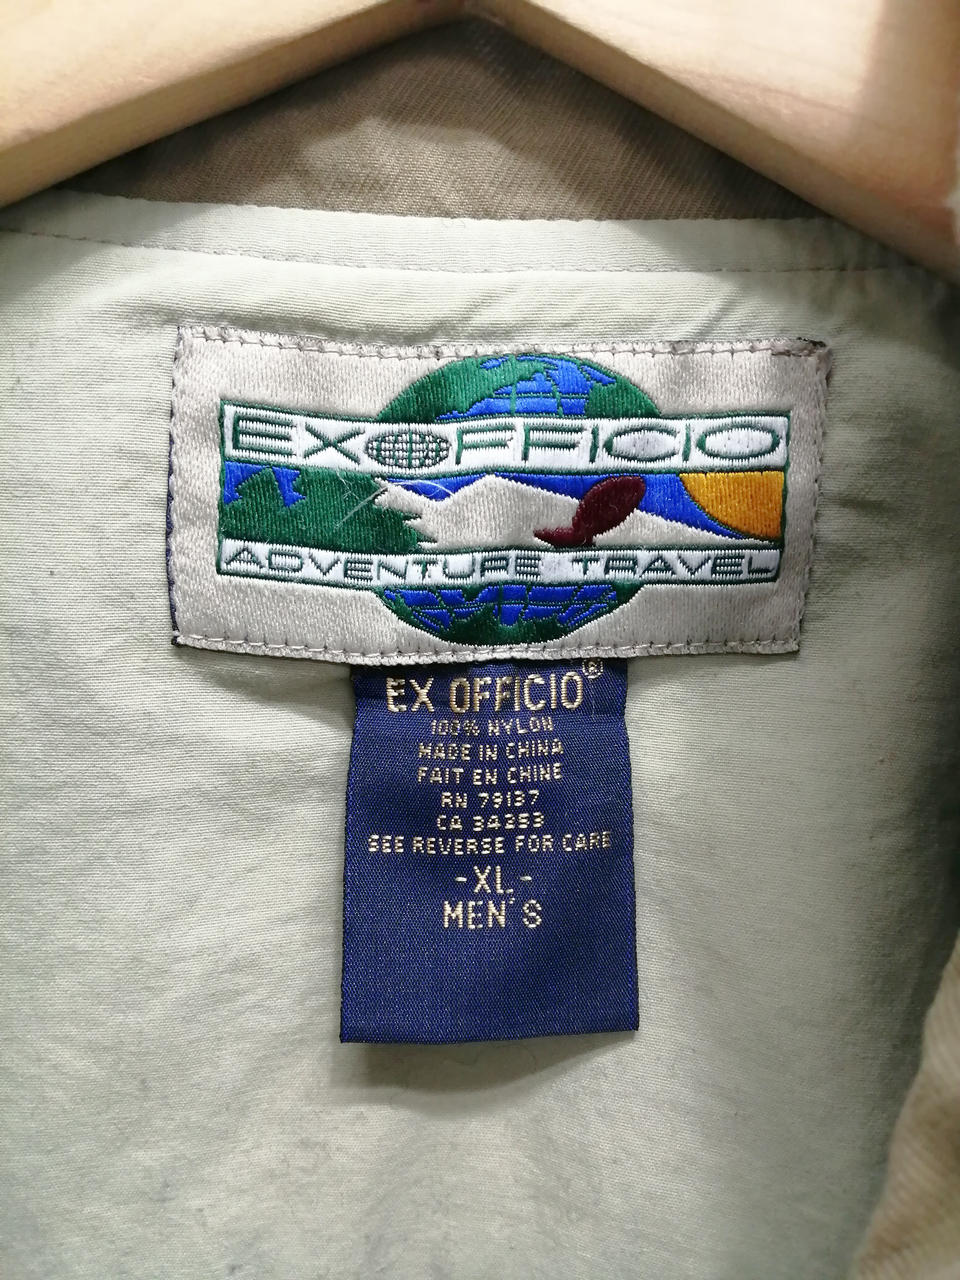 EXOFFICIO
ADVENTURE TRAVEL
EX OFFICIO®
100% NYLON
MADE IN CHINA
FAIT EN CHINE
RN 79137
CA 34253
SEE REVERSE FOR CARE
-XL-
MEN'S